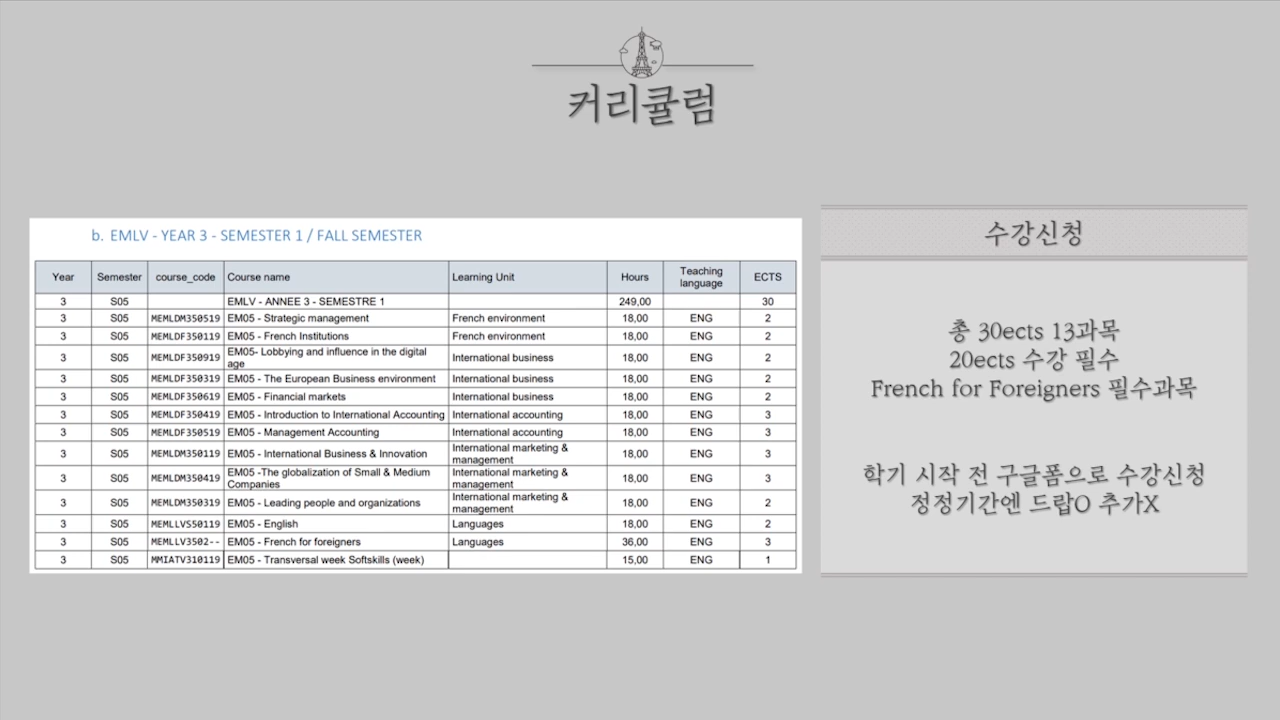 커리큘럼
b. EMLV - YEAR 3 - SEMESTER 1 / FALL SEMESTER
Year Semester course_code Course name Learning Unit Hours Teaching language ECTS
3 S05 EMLV - ANNEE 3 - SEMESTRE 1 249,00 30
3 S05 MEMLDM350519 EM05 - Strategic management French environment 18,00 ENG 2
3 S05 MEMLDF350119 EM05 - French Institutions French environment 18,00 ENG 2
3 S05 MEMLDF350919 EM05- Lobbying and influence in the digital age International business 18,00 ENG 2
3 S05 MEMLDF350319 EM05 - The European Business environment International business 18,00 ENG 2
3 S05 MEMLDF350619 EM05 - Financial markets International business 18,00 ENG 2
3 S05 MEMLDF350419 EM05 - Introduction to International Accounting International accounting 18,00 ENG 3
3 S05 MEMLDF350519 EM05 - Management Accounting International accounting 18,00 ENG 3
3 S05 MEMLDM350119 EM05 - International Business & Innovation International marketing & management 18,00 ENG 3
3 S05 MEMLDM350419 EM05 -The globalization of Small & Medium Companies International marketing & management 18,00 ENG 3
3 S05 MEMLDM350319 EM05 - Leading people and organizations International marketing & management 18,00 ENG 2
3 S05 MEMLLVS50119 EM05 - English Languages 18,00 ENG 2
3 S05 MEMLLV3502-- EM05 - French for foreigners Languages 36,00 ENG 3
3 S05 MMIATV310119 EM05 - Transversal week Softskills (week) 15,00 ENG 1
수강신청
총 30ects 13과목
20ects 수강 필수
French for Foreigners 필수과목
학기 시작 전 구글폼으로 수강신청
정정기간엔 드랍O 추가X